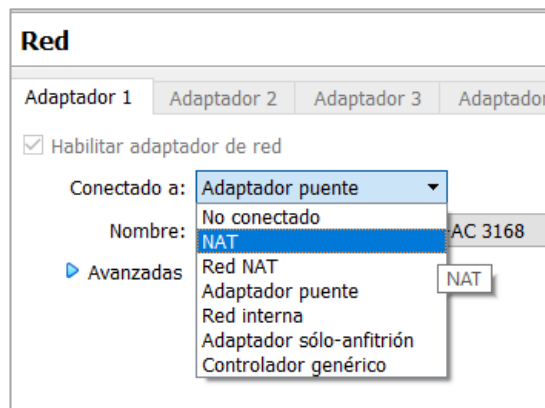 Red
Adaptador 1 Adaptador 2 Adaptador 3 Adaptador
Habilitar adaptador de red
Conectado a: Adaptador puente
No conectado
Nombre: AC 3168
NAT
Red NAT
Avanzadas NAT
Adaptador puente
Red interna
Adaptador sólo-anfitrión
Controlador genérico